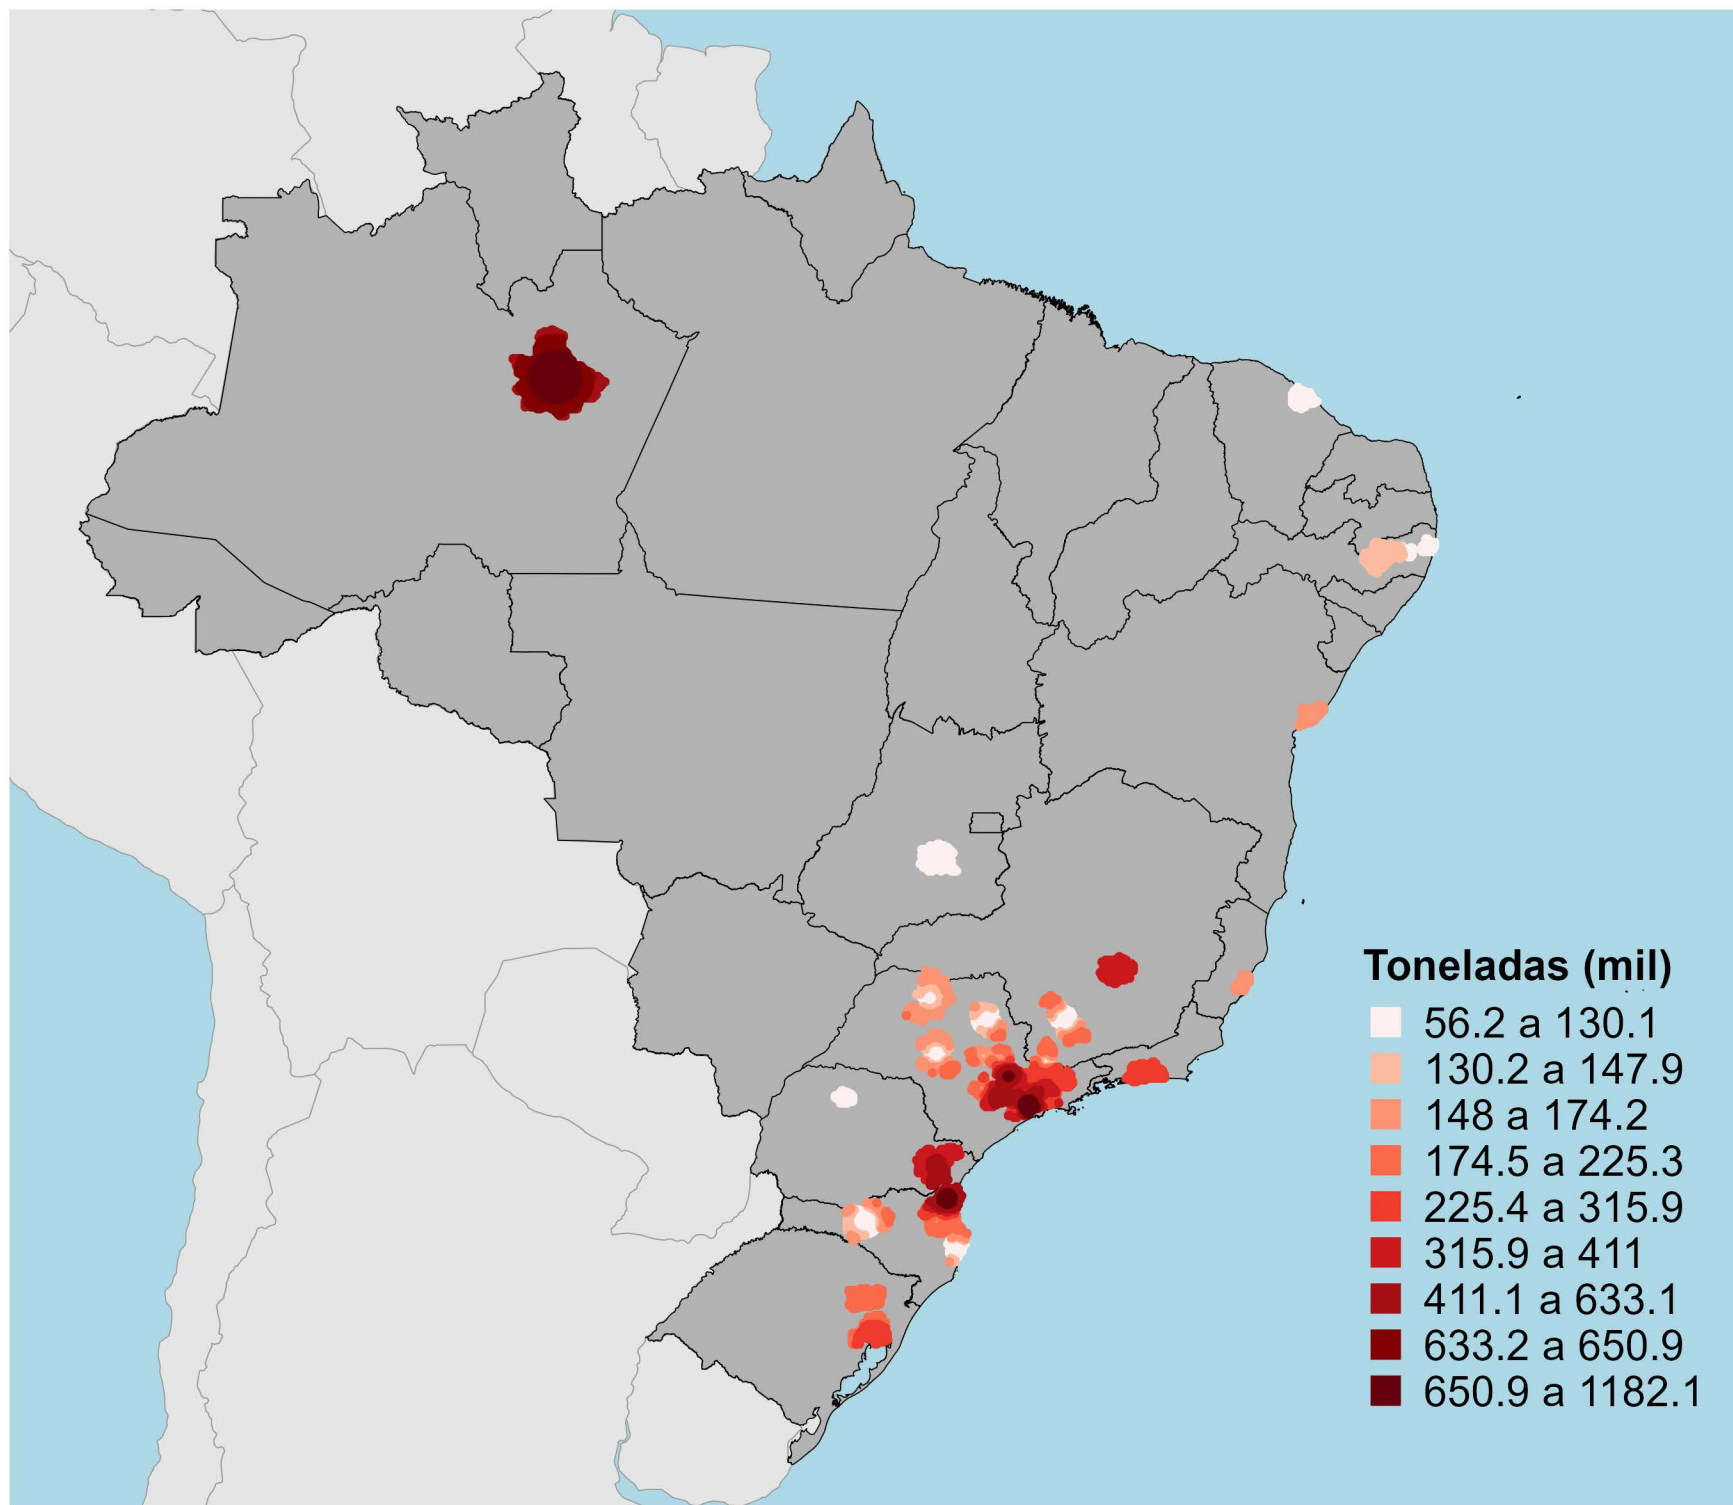 Toneladas (mil)
56.2 a 130.1
130.2 a 147.9
148 a 174.2
174.5 a 225.3
225.4 a 315.9
315.9 a 411
411.1 a 633.1
633.2 a 650.9
650.9 a 1182.1